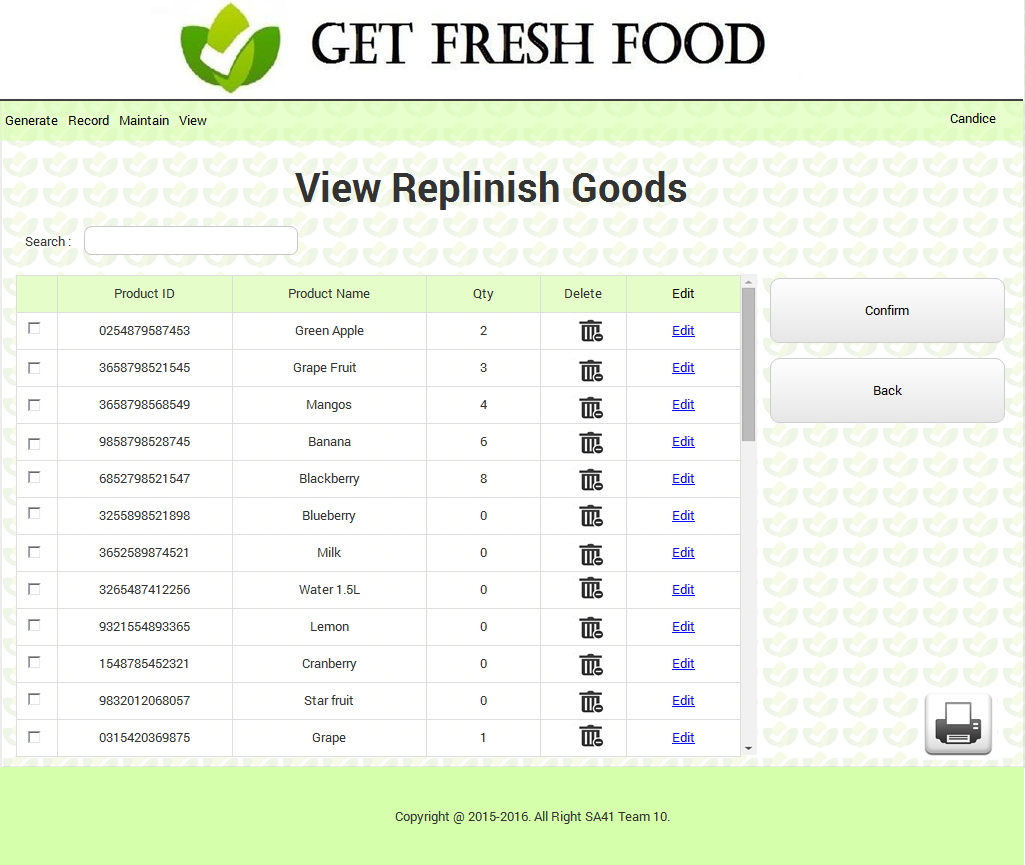 GET FRESH FOOD
Generate Record Maintain View Candice
View Replinish Goods
Search :
Product ID Product Name Qty Delete Edit
0254879587453 Green Apple 2 Edit
3658798521545 Grape Fruit 3 Edit
3658798568549 Mangos 4 Edit
9858798528745 Banana 6 Edit
6852798521547 Blackberry 8 Edit
3255898521898 Blueberry 0 Edit
3652589874521 Milk 0 Edit
3265487412256 Water 1.5L 0 Edit
9321554893365 Lemon 0 Edit
1548785452321 Cranberry 0 Edit
9832012068057 Star fruit 0 Edit
0315420369875 Grape 1 Edit
Confirm
Back
Copyright @ 2015-2016. All Right SA41 Team 10.